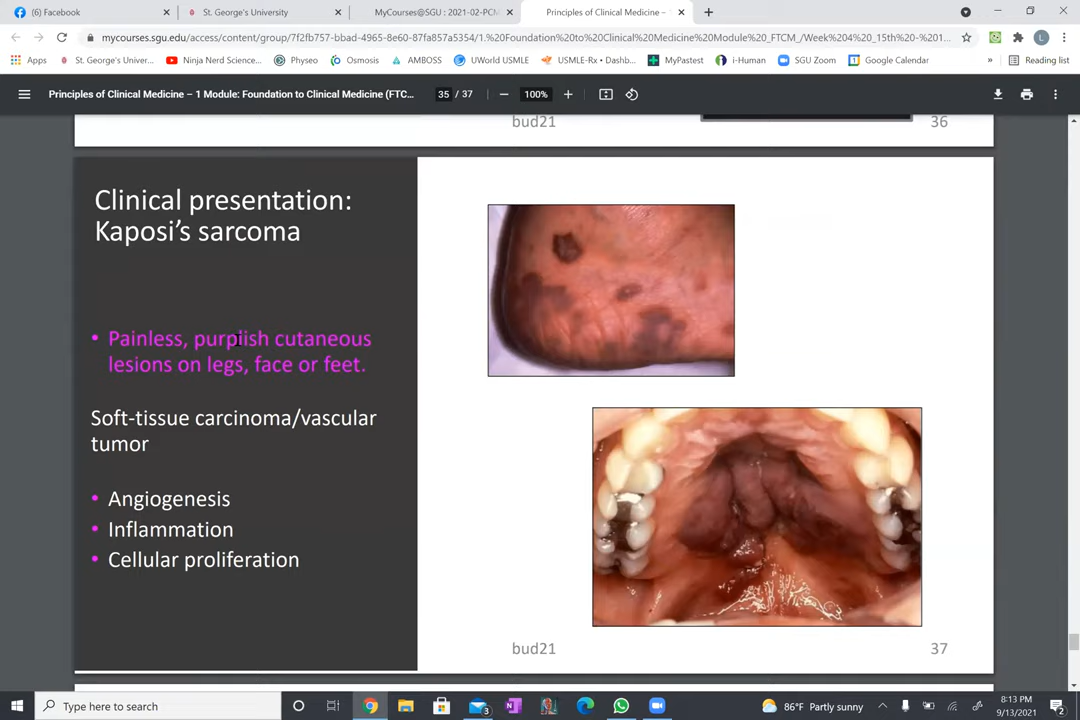 (6) Facebook
St. George's University
MyCourses@SGU : 2021-02-PCM
Principles of Clinical Medicine –
mycourses.sgu.edu/access/content/group/7f2fb757-bbad-4965-8e60-87fa857a5354/1.%20Foundation%20to%20Clinical%20Medicine%20Module%20_FTCM_/Week%204%20_15th%20-%201...
Apps
St. George's Univer...
Ninja Nerd Science...
Physeo
Osmosis
AMBOSS
UWorld USMLE
USMLE-Rx • Dashb...
MyPastest
i-Human
SGU Zoom
Google Calendar
»
Reading list
Principles of Clinical Medicine – 1 Module: Foundation to Clinical Medicine (FTC...
35 / 37
100%
bud21
36
Clinical presentation:
Kaposi's sarcoma
• Painless, purplish cutaneous
lesions on legs, face or feet.
Soft-tissue carcinoma/vascular
tumor
• Angiogenesis
• Inflammation
• Cellular proliferation
bud21
37
Type here to search
3
86°F Partly sunny
8:13 PM
9/13/2021
2